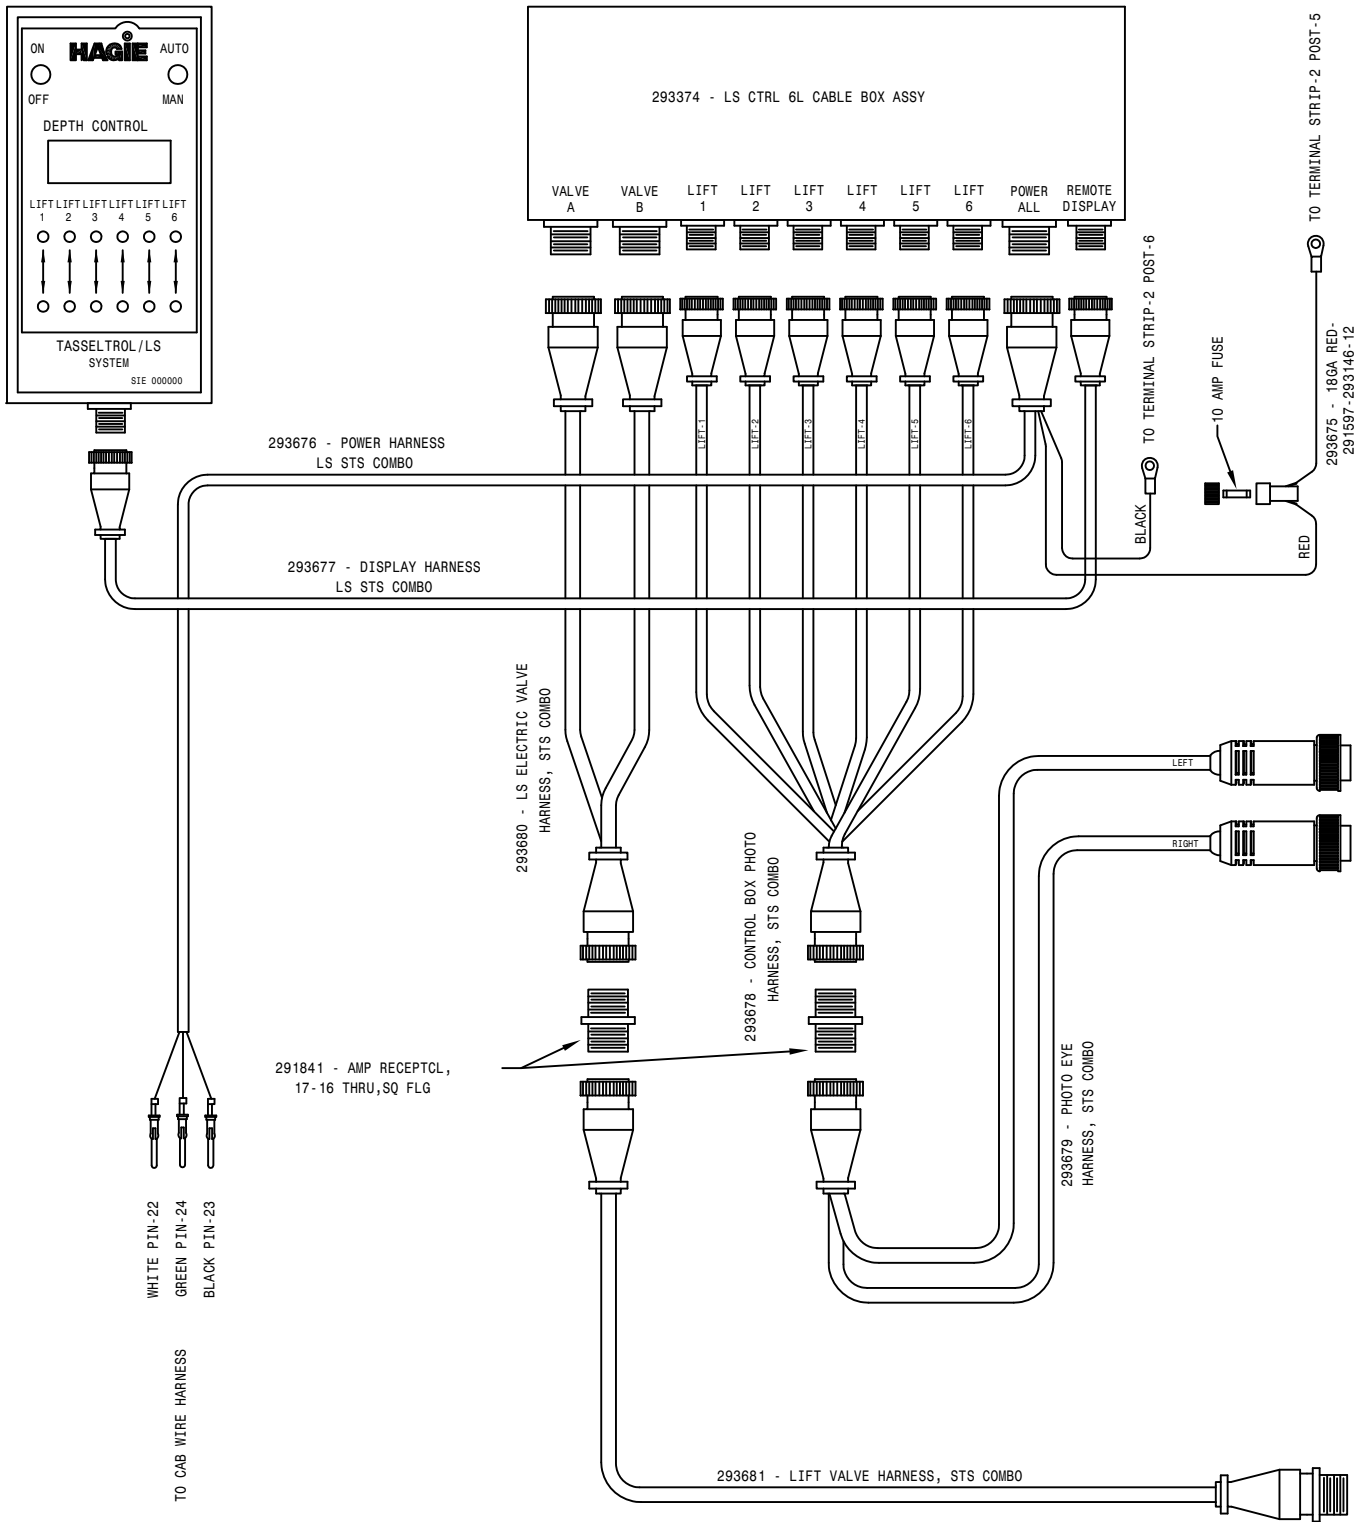 ON
HAGIE
AUTO
OFF
MAN
DEPTH CONTROL
LIFT LIFT LIFT LIFT LIFT LIFT
1 2 3 4 5 6
TASSELTROL/LS
SYSTEM
SIE 000000
293374 - LS CTRL 6L CABLE BOX ASSY
VALVE A
VALVE B
LIFT 1
LIFT 2
LIFT 3
LIFT 4
LIFT 5
LIFT 6
POWER ALL
REMOTE DISPLAY
TO TERMINAL STRIP-2 POST-5
TO TERMINAL STRIP-2 POST-6
10 AMP FUSE
293675 - 18GA RED-
291597-293146-12
BLACK
RED
LIFT-1
LIFT-2
LIFT-3
LIFT-4
LIFT-5
LIFT-6
293676 - POWER HARNESS
LS STS COMBO
293677 - DISPLAY HARNESS
LS STS COMBO
293680 - LS ELECTRIC VALVE
HARNESS, STS COMBO
293678 - CONTROL BOX PHOTO
HARNESS, STS COMBO
LEFT
RIGHT
291841 - AMP RECEPTCL,
17-16 THRU,SQ FLG
293679 - PHOTO EYE
HARNESS, STS COMBO
WHITE PIN-22
GREEN PIN-24
BLACK PIN-23
TO CAB WIRE HARNESS
293681 - LIFT VALVE HARNESS, STS COMBO